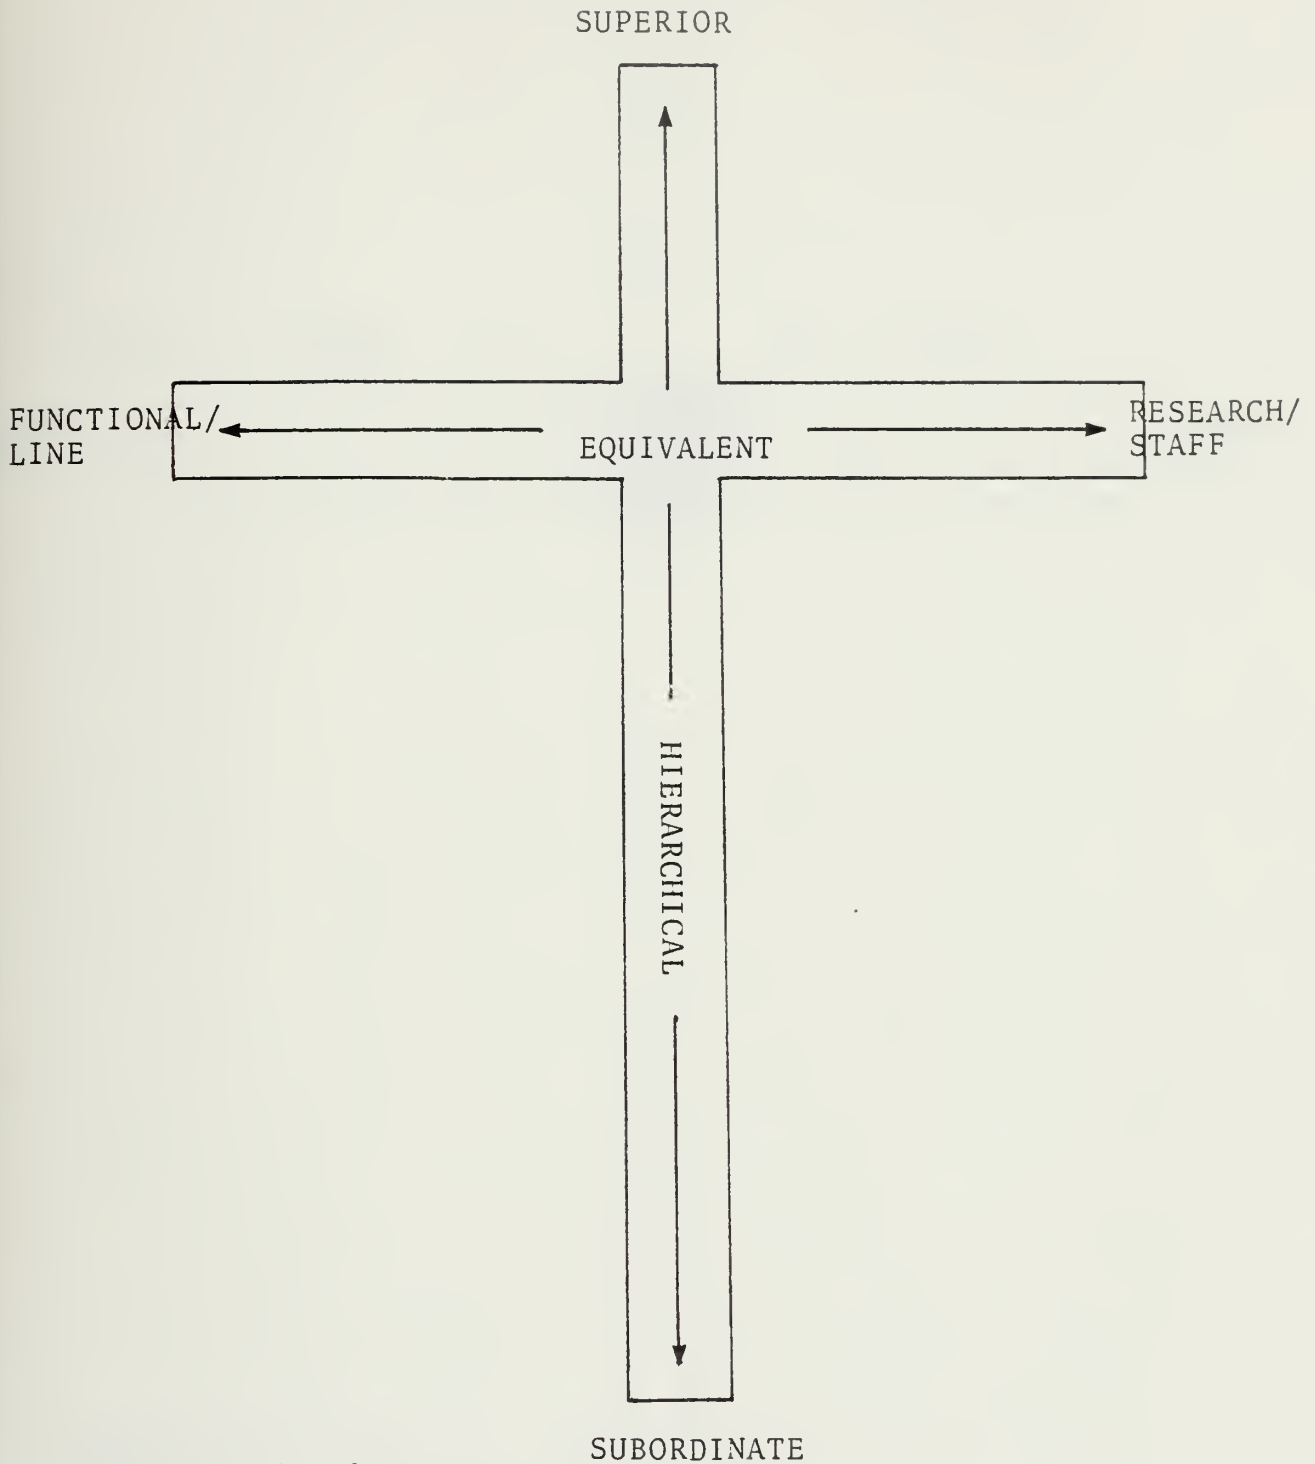 SUPERIOR
FUNCTIONAL/
LINE
EQUIVALENT
RESEARCH/
STAFF
HIERARCHICAL
SUBORDINATE